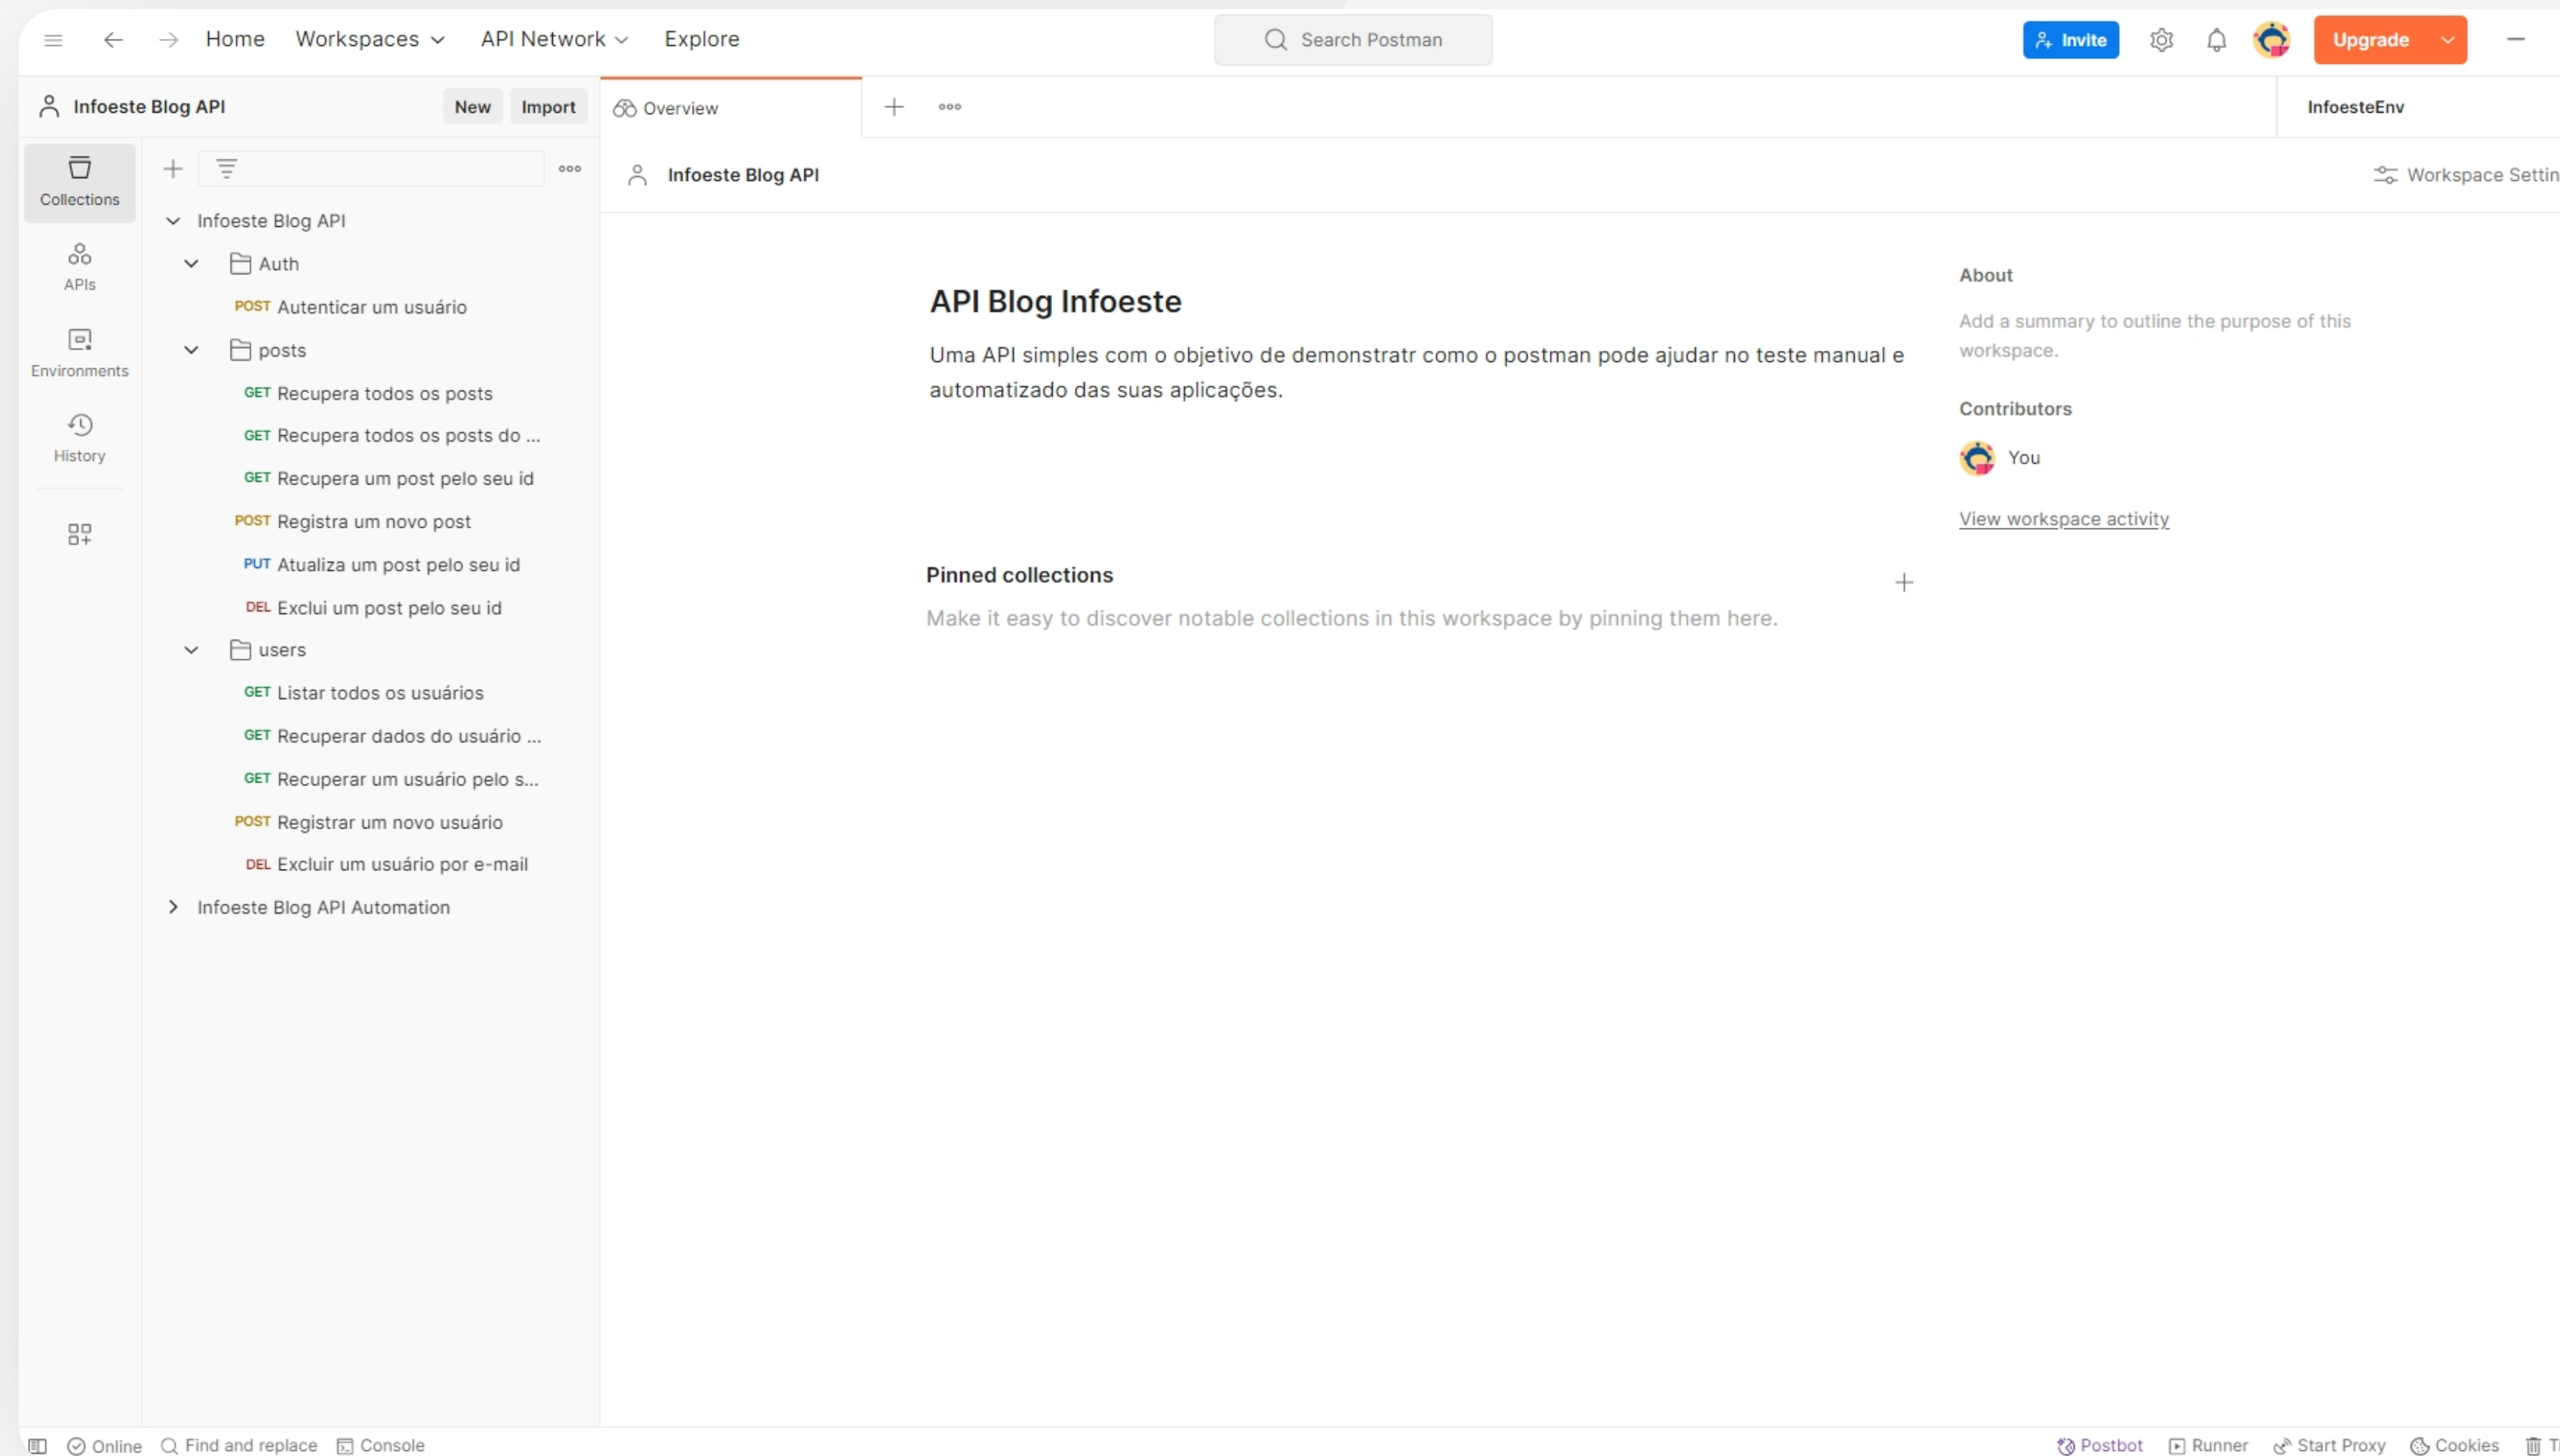 Home Workspaces API Network Explore Search Postman Invite Upgrade
Infoeste Blog API New Import Overview InfoesteEnv
Infoeste Blog API Workspace Settin
Collections
APIs
Environments
History
Infoeste Blog API
Auth
POST Autenticar um usuário
posts
GET Recupera todos os posts
GET Recupera todos os posts do ...
GET Recupera um post pelo seu id
POST Registra um novo post
PUT Atualiza um post pelo seu id
DEL Exclui um post pelo seu id
users
GET Listar todos os usuários
GET Recuperar dados do usuário ...
GET Recuperar um usuário pelo s...
POST Registrar um novo usuário
DEL Excluir um usuário por e-mail
Infoeste Blog API Automation
API Blog Infoeste
Uma API simples com o objetivo de demonstratr como o postman pode ajudar no teste manual e
automatizado das suas aplicações.
Pinned collections
Make it easy to discover notable collections in this workspace by pinning them here.
About
Add a summary to outline the purpose of this
workspace.
Contributors
You
View workspace activity
Online Find and replace Console Postbot Runner Start Proxy Cookies T